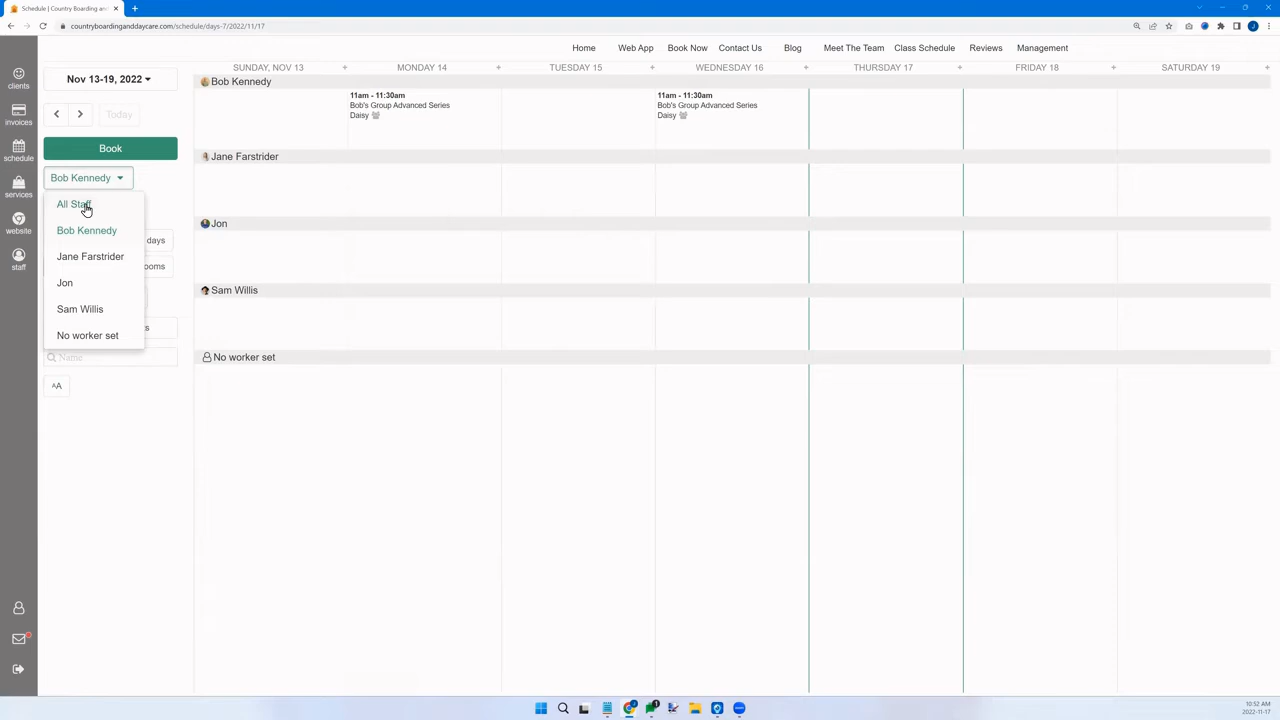 Schedule | Country Boarding and
countryboardinganddaycare.com/schedule/days-7/2022/11/17
Home Web App Book Now Contact Us Blog Meet The Team Class Schedule Reviews Management
clients
invoices
schedule
services
website
staff
Nov 13-19, 2022
Today
Book
Bob Kennedy
All Staff
Bob Kennedy
Jane Farstrider
Jon
Sam Willis
No worker set
days
ooms
ts
Name
AA
SUNDAY, NOV 13 + MONDAY 14 + TUESDAY 15 + WEDNESDAY 16 + THURSDAY 17 + FRIDAY 18 + SATURDAY 19 +
Bob Kennedy
11am - 11:30am
Bob's Group Advanced Series
Daisy
11am - 11:30am
Bob's Group Advanced Series
Daisy
Jane Farstrider
Jon
Sam Willis
No worker set
10:52 AM
2022-11-17